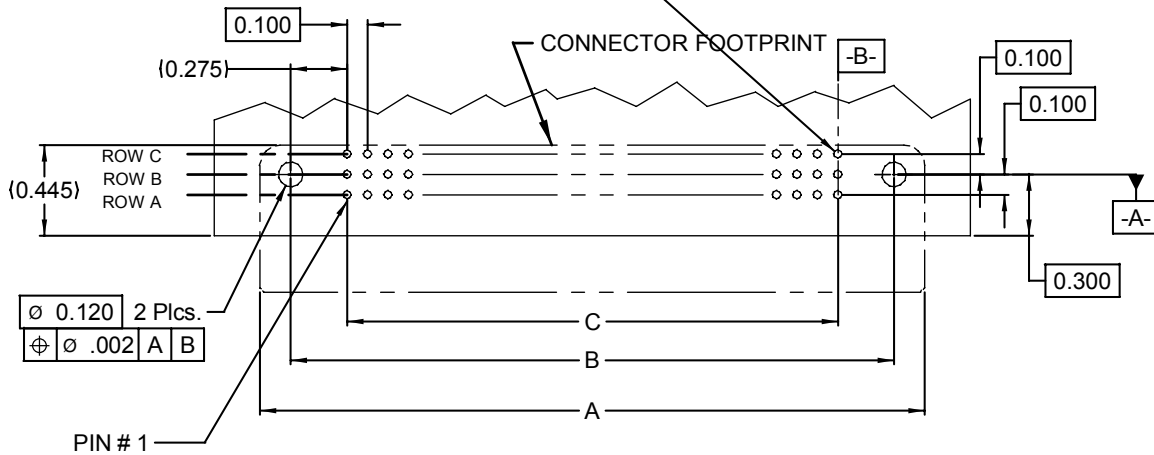 0.100
CONNECTOR FOOTPRINT
-B-
0.100
(0.275)
0.100
ROW C
ROW B
(0.445)
ROW A
-A-
0.300
Ø 0.120 2 Plcs.
⌖ Ø .002 A B
C
B
A
PIN # 1